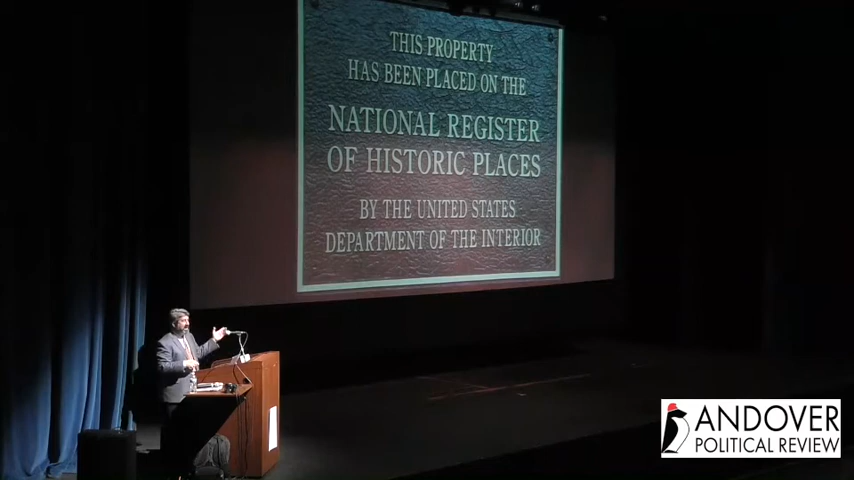 THIS PROPERTY
HAS BEEN PLACED ON THE
NATIONAL REGISTER
OF HISTORIC PLACES
BY THE UNITED STATES
DEPARTMENT OF THE INTERIOR
ANDOVER
POLITICAL REVIEW